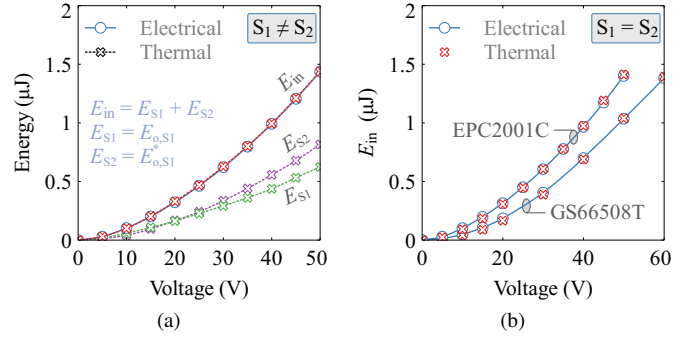 Electrical
Thermal
S1 ≠ S2
Ein
Ein = ES1 + ES2
ES1 = Eo,S1
ES2 = E*o,S1
ES2
ES1
Energy (μJ)
0
0.5
1
1.5
2
0 10 20 30 40 50
Voltage (V)
(a)
Electrical
Thermal
S1 = S2
EPC2001C
GS66508T
Ein (μJ)
0
0.5
1
1.5
2
0 20 40 60
Voltage (V)
(b)